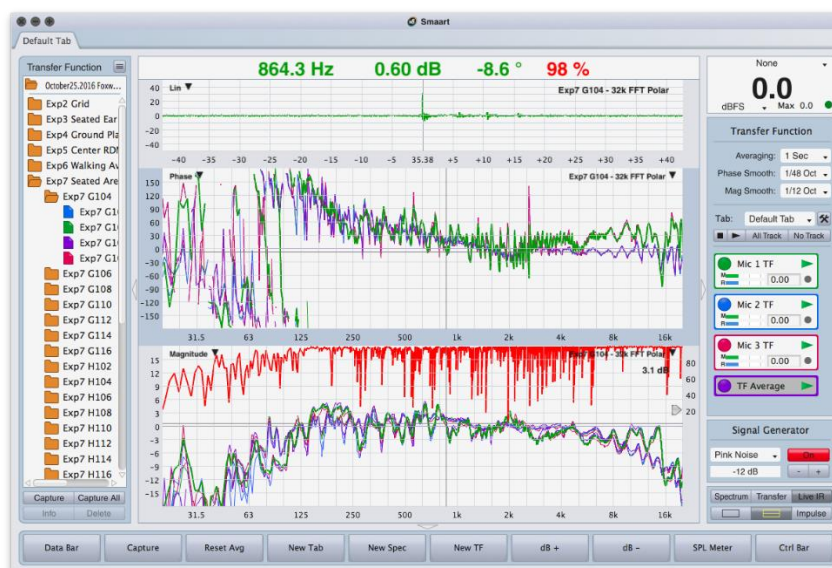 Smaart
Default Tab
Transfer Function
October25.2016 Foxw...
Exp2 Grid
Exp3 Seated Ear
Exp4 Ground Pla
Exp5 Center RDM
Exp6 Walking Av
Exp7 Seated Are
Exp7 G104
Exp7 G1
Exp7 G1
Exp7 G1
Exp7 G1
Exp7 G106
Exp7 G108
Exp7 G110
Exp7 G112
Exp7 G114
Exp7 G116
Exp7 H102
Exp7 H104
Exp7 H106
Exp7 H108
Exp7 H110
Exp7 H112
Exp7 H114
Exp7 H116
Capture Capture All
Info Delete
864.3 Hz 0.60 dB -8.6 ° 98 %
Lin Exp7 G104 - 32k FFT Polar
40
20
0
-20
-40
-40 -35 -30 -25 -20 -15 -10 -5 35.38 +5 +10 +15 +20 +25 +30 +35 +40
Phase Exp7 G104 - 32k FFT Polar
150
120
90
60
30
0
-30
-60
-90
-120
-150
31.5 63 125 250 500 1k 2k 4k 8k 16k
Magnitude Exp7 G104 - 32k FFT Polar
3.1 dB
15
12
9
6
3
0
-3
-6
-9
-12
-15
80
60
40
20
31.5 63 125 250 500 1k 2k 4k 8k 16k
None
0.0
dBFS Max 0.0
Transfer Function
Averaging: 1 Sec
Phase Smooth: 1/48 Oct
Mag Smooth: 1/12 Oct
Tab: Default Tab
All Track No Track
Mic 1 TF
M
R 0.00
Mic 2 TF
M
R 0.00
Mic 3 TF
M
R 0.00
TF Average
Signal Generator
Pink Noise On
-12 dB - +
Spectrum Transfer Live IR
Impulse
Data Bar Capture Reset Avg New Tab New Spec New TF dB + dB - SPL Meter Ctrl Bar